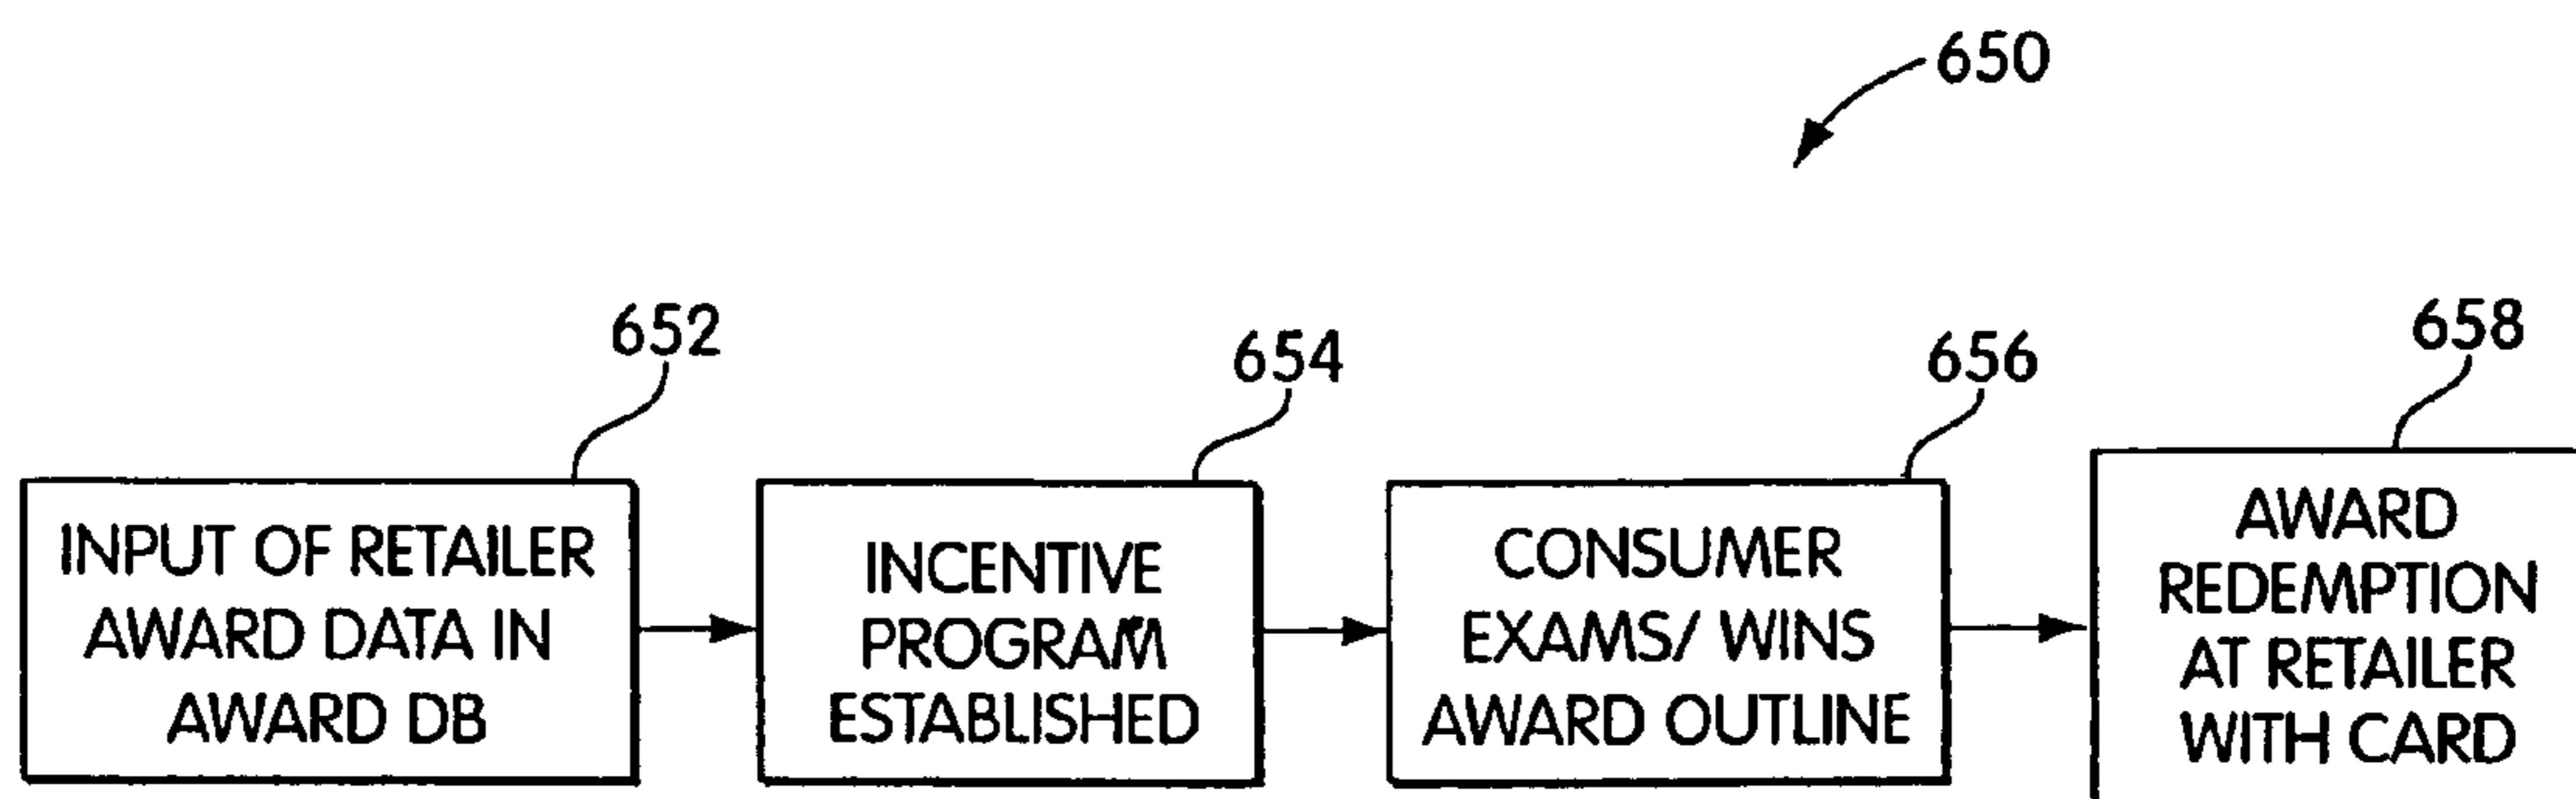 650
652
654
656
658
INPUT OF RETAILER
AWARD DATA IN
AWARD DB
INCENTIVE
PROGRAM
ESTABLISHED
CONSUMER
EXAMS/ WINS
AWARD OUTLINE
AWARD
REDEMPTION
AT RETAILER
WITH CARD